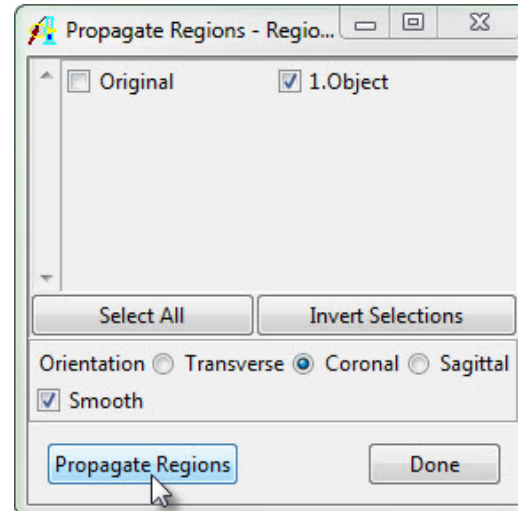 Propagate Regions - Regio...
Original 1.Object
Select All Invert Selections
Orientation Transverse Coronal Sagittal
Smooth
Propagate Regions Done